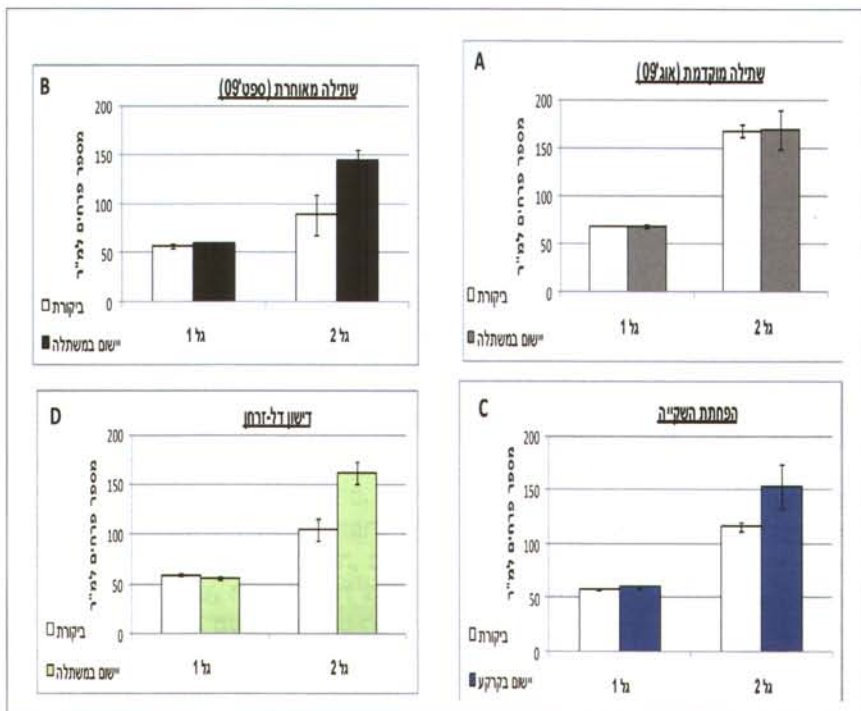 A
שתילה מוקדמת (אוג'09)
מספר פרחים למ"ר
200
150
100
50
0
ביקורת
יישום במשתלה
גל 1
גל 2
B
שתילה מאוחרת (ספט'09)
מספר פרחים למ"ר
200
150
100
50
0
ביקורת
יישום במשתלה
גל 1
גל 2
C
הפחתת השקייה
מספר פרחים למ"ר
200
150
100
50
0
ביקורת
יישום בקרקע
גל 1
גל 2
D
דישון דל-זרחן
מספר פרחים למ"ר
200
150
100
50
0
ביקורת
יישום במשתלה
גל 1
גל 2